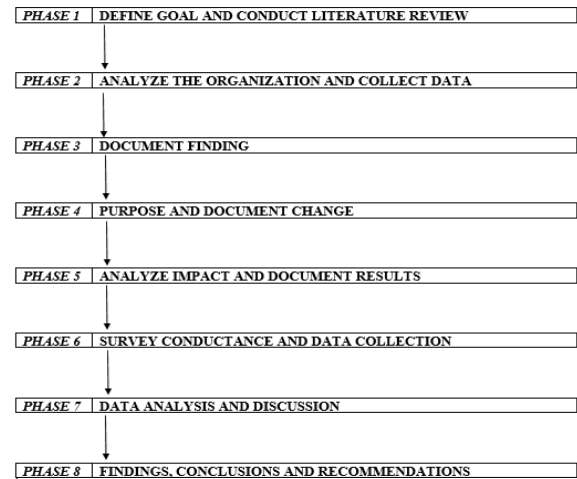 PHASE 1 DEFINE GOAL AND CONDUCT LITERATURE REVIEW
PHASE 2 ANALYZE THE ORGANIZATION AND COLLECT DATA
PHASE 3 DOCUMENT FINDING
PHASE 4 PURPOSE AND DOCUMENT CHANGE
PHASE 5 ANALYZE IMPACT AND DOCUMENT RESULTS
PHASE 6 SURVEY CONDUCTANCE AND DATA COLLECTION
PHASE 7 DATA ANALYSIS AND DISCUSSION
PHASE 8 FINDINGS, CONCLUSIONS AND RECOMMENDATIONS